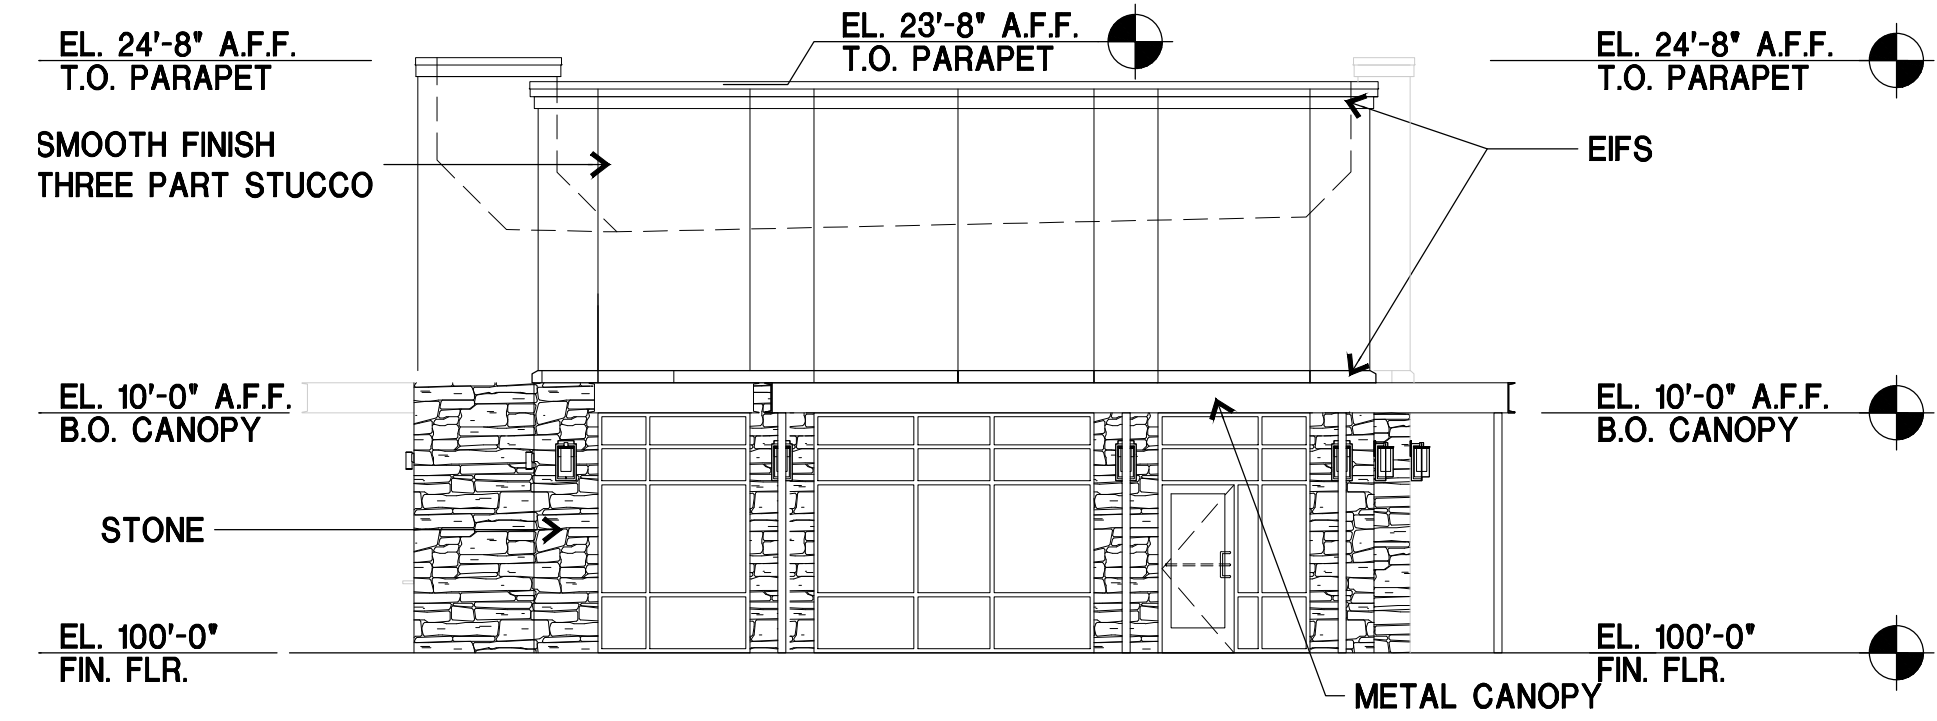 EL. 24'-8" A.F.F.
T.O. PARAPET
EL. 23'-8" A.F.F.
T.O. PARAPET
EL. 24'-8" A.F.F.
T.O. PARAPET
SMOOTH FINISH
THREE PART STUCCO
EIFS
EL. 10'-0" A.F.F.
B.O. CANOPY
EL. 10'-0" A.F.F.
B.O. CANOPY
STONE
EL. 100'-0"
FIN. FLR.
EL. 100'-0"
FIN. FLR.
METAL CANOPY